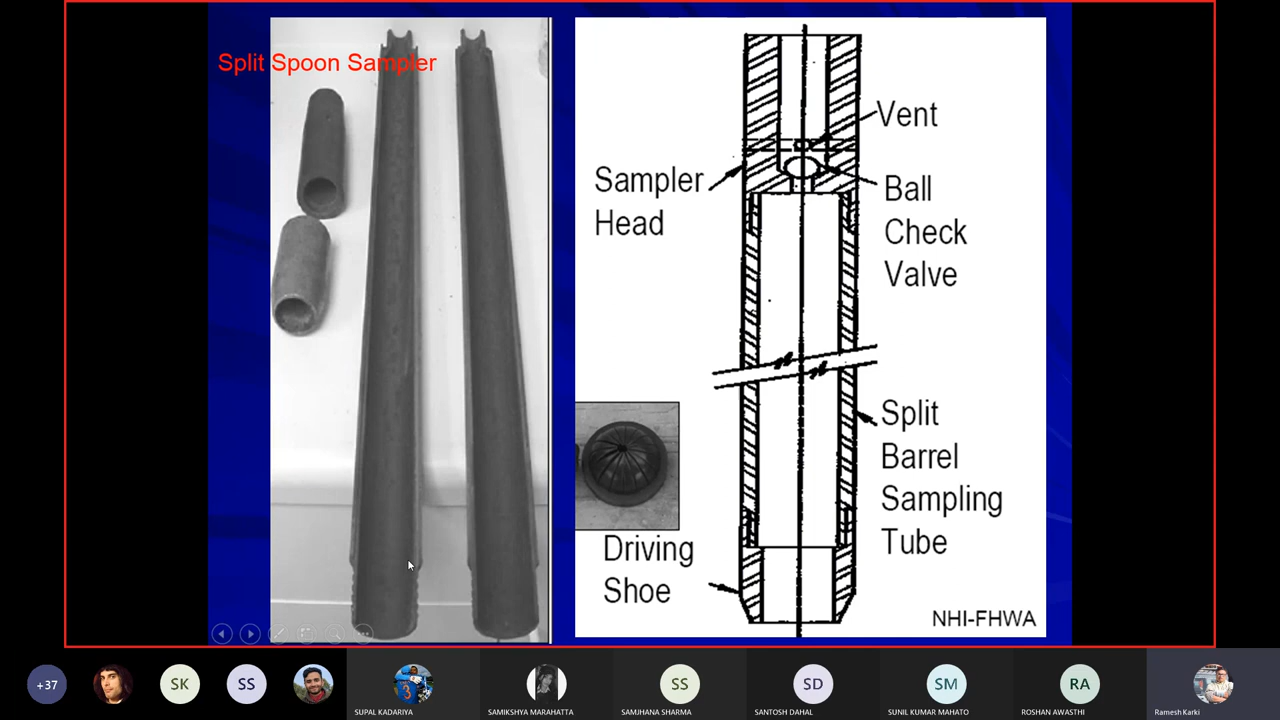 Split Spoon Sampler
Vent
Sampler
Head
Ball
Check
Valve
Split
Barrel
Sampling
Tube
Driving
Shoe
NHI-FHWA
+37
SK
SS
SS
SD
SM
RA
SUPAL KADARIYA
SAMIKSHYA MARAHATTA
SAMJHANA SHARMA
SANTOSH DAHAL
SUNIL KUMAR MAHATO
ROSHAN AWASTHI
Ramesh Karki